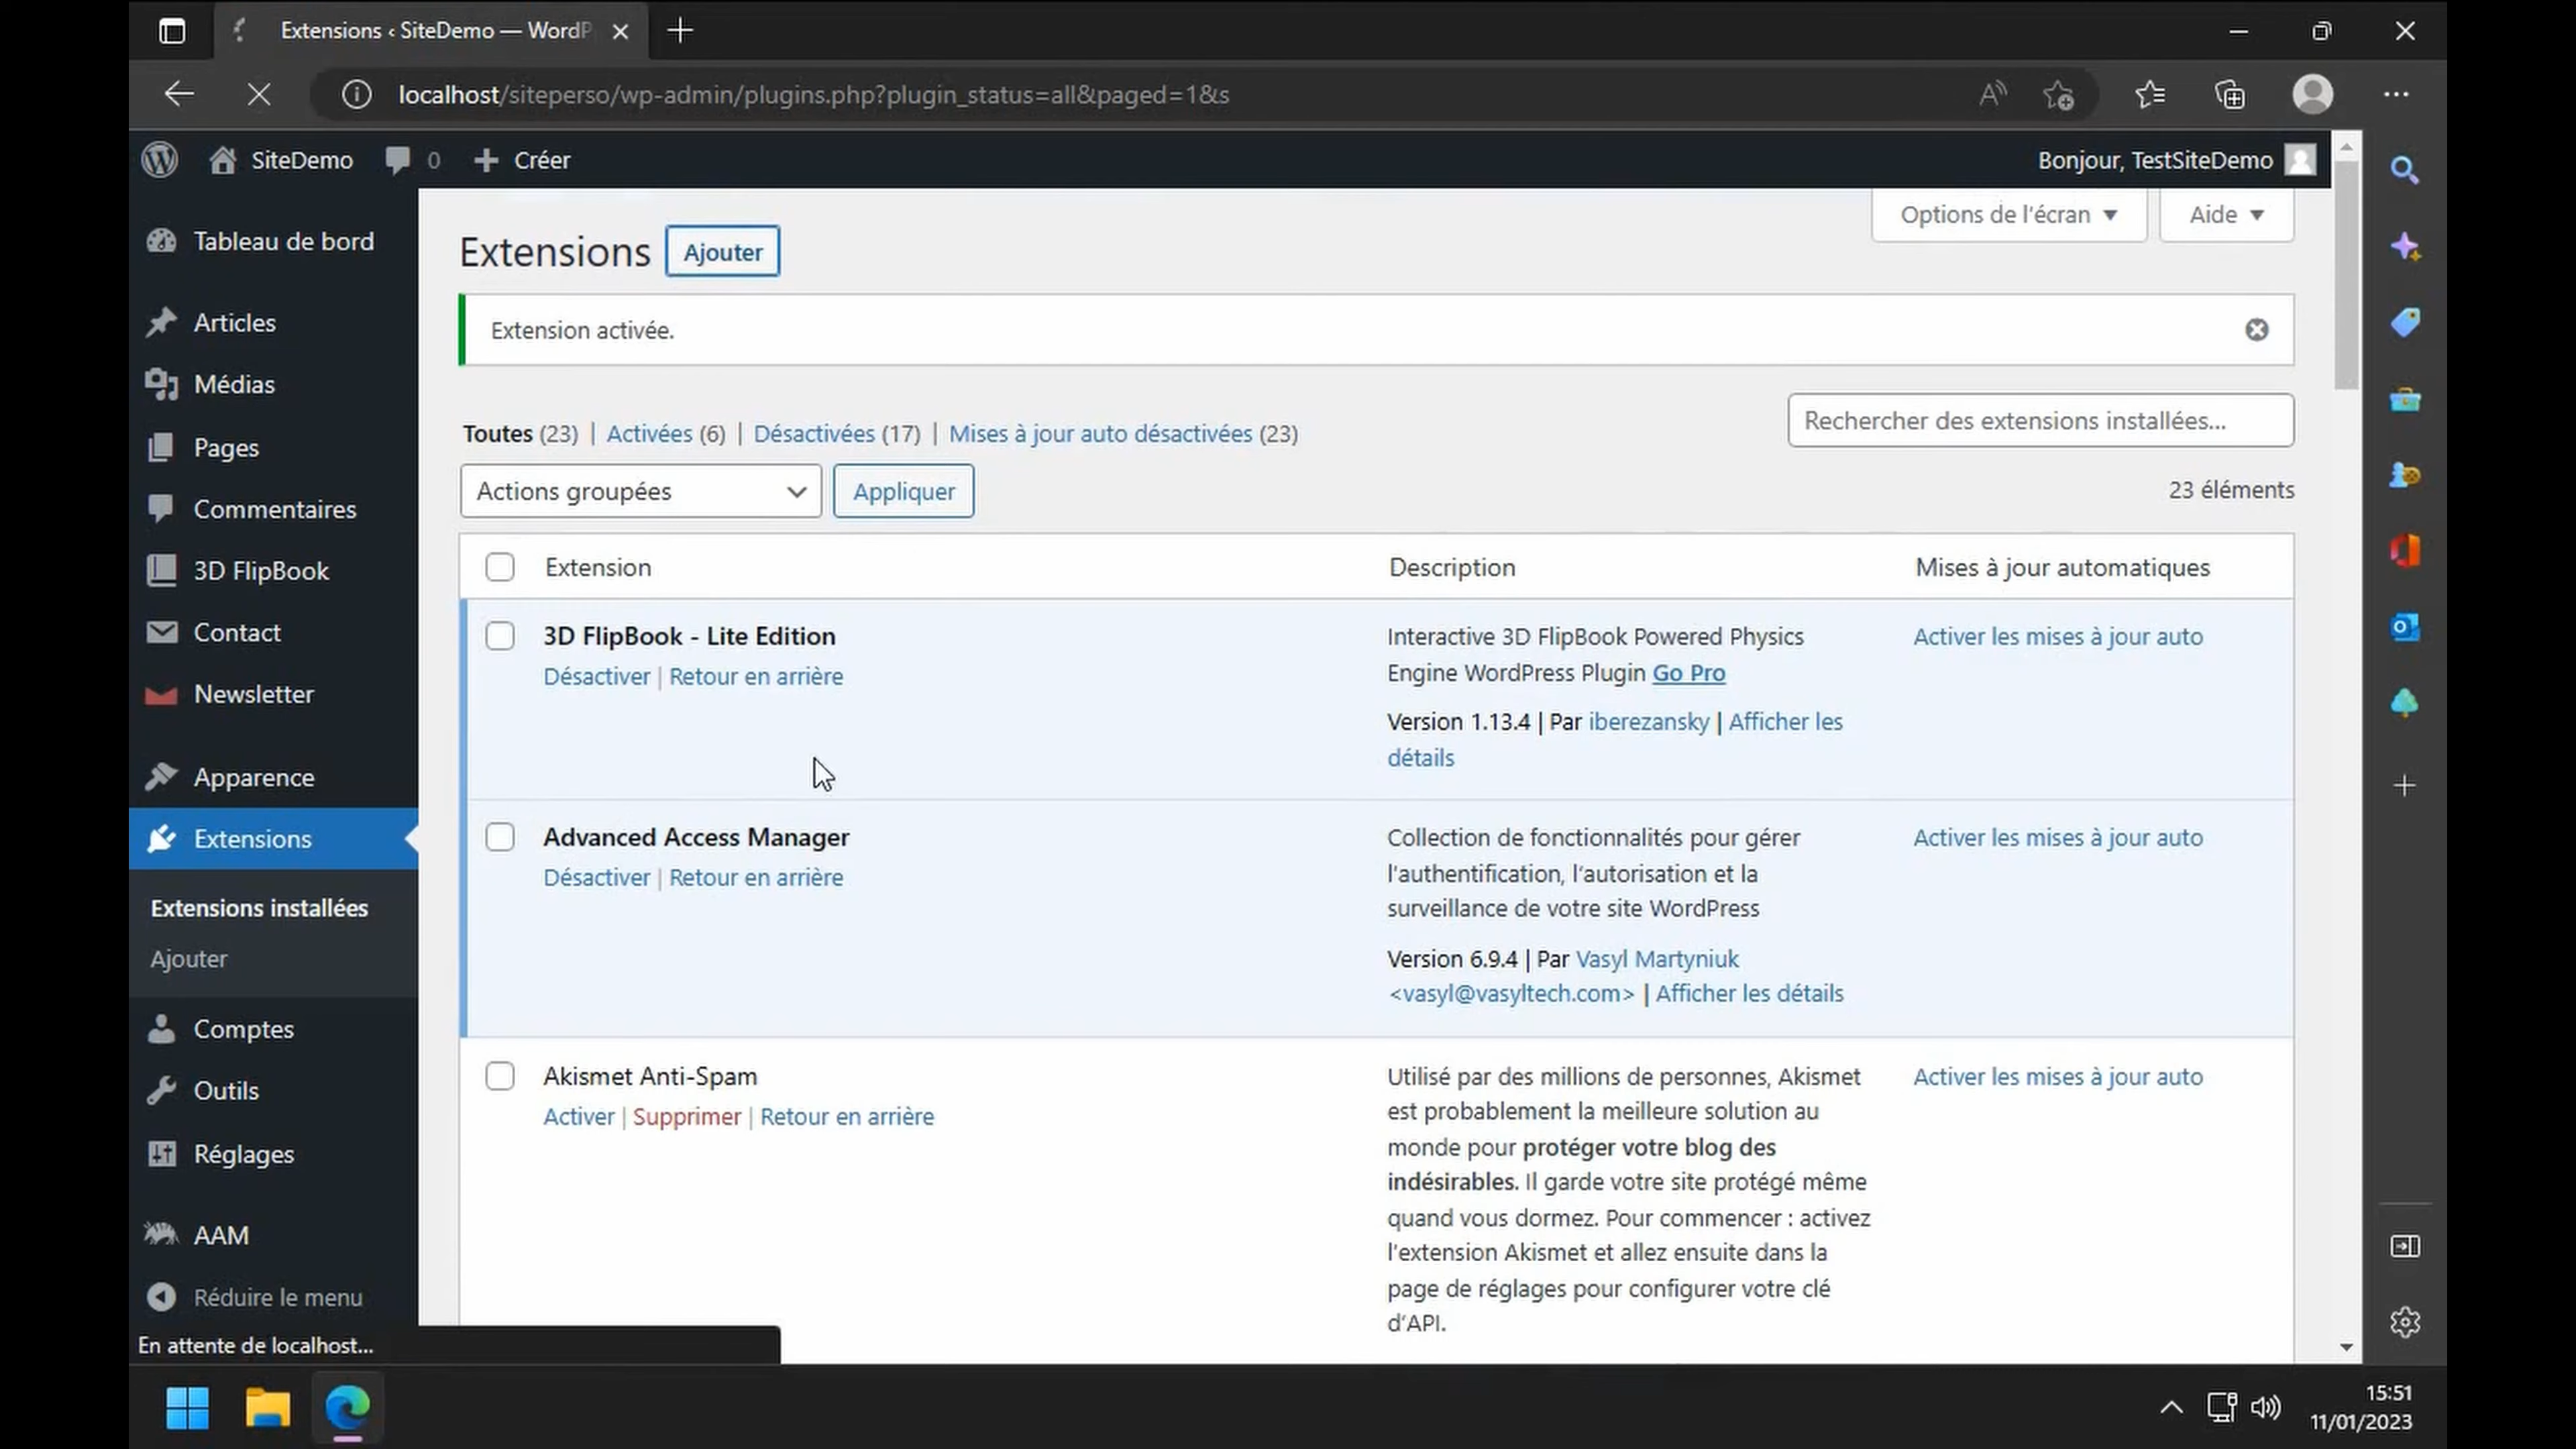 Extensions ‹ SiteDemo — WordP
localhost/siteperso/wp-admin/plugins.php?plugin_status=all&paged=1&s
SiteDemo
0
Créer
Bonjour, TestSiteDemo
Tableau de bord
Articles
Médias
Pages
Commentaires
3D FlipBook
Contact
Newsletter
Apparence
Extensions
Extensions installées
Ajouter
Comptes
Outils
Réglages
AAM
Réduire le menu
Options de l'écran
Aide
Extensions
Ajouter
Extension activée.
Toutes (23) | Activées (6) | Désactivées (17) | Mises à jour auto désactivées (23)
Rechercher des extensions installées...
Actions groupées
Appliquer
23 éléments
Extension
Description
Mises à jour automatiques
3D FlipBook - Lite Edition
Désactiver | Retour en arrière
Interactive 3D FlipBook Powered Physics
Engine WordPress Plugin Go Pro
Version 1.13.4 | Par iberezansky | Afficher les
détails
Activer les mises à jour auto
Advanced Access Manager
Désactiver | Retour en arrière
Collection de fonctionnalités pour gérer
l'authentification, l'autorisation et la
surveillance de votre site WordPress
Version 6.9.4 | Par Vasyl Martyniuk
<vasyl@vasyltech.com> | Afficher les détails
Activer les mises à jour auto
Akismet Anti-Spam
Activer | Supprimer | Retour en arrière
Utilisé par des millions de personnes, Akismet
est probablement la meilleure solution au
monde pour protéger votre blog des
indésirables. Il garde votre site protégé même
quand vous dormez. Pour commencer : activez
l'extension Akismet et allez ensuite dans la
page de réglages pour configurer votre clé
d'API.
Activer les mises à jour auto
En attente de localhost...
15:51
11/01/2023